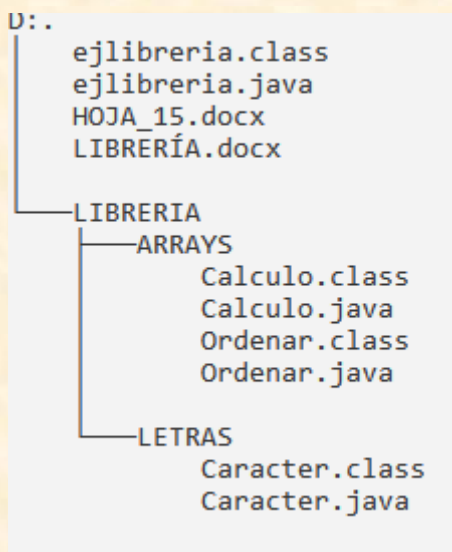 D:.
ejlibreria.class
ejlibreria.java
HOJA_15.docx
LIBRERÍA.docx
LIBRERIA
ARRAYS
Calculo.class
Calculo.java
Ordenar.class
Ordenar.java
LETRAS
Caracter.class
Caracter.java